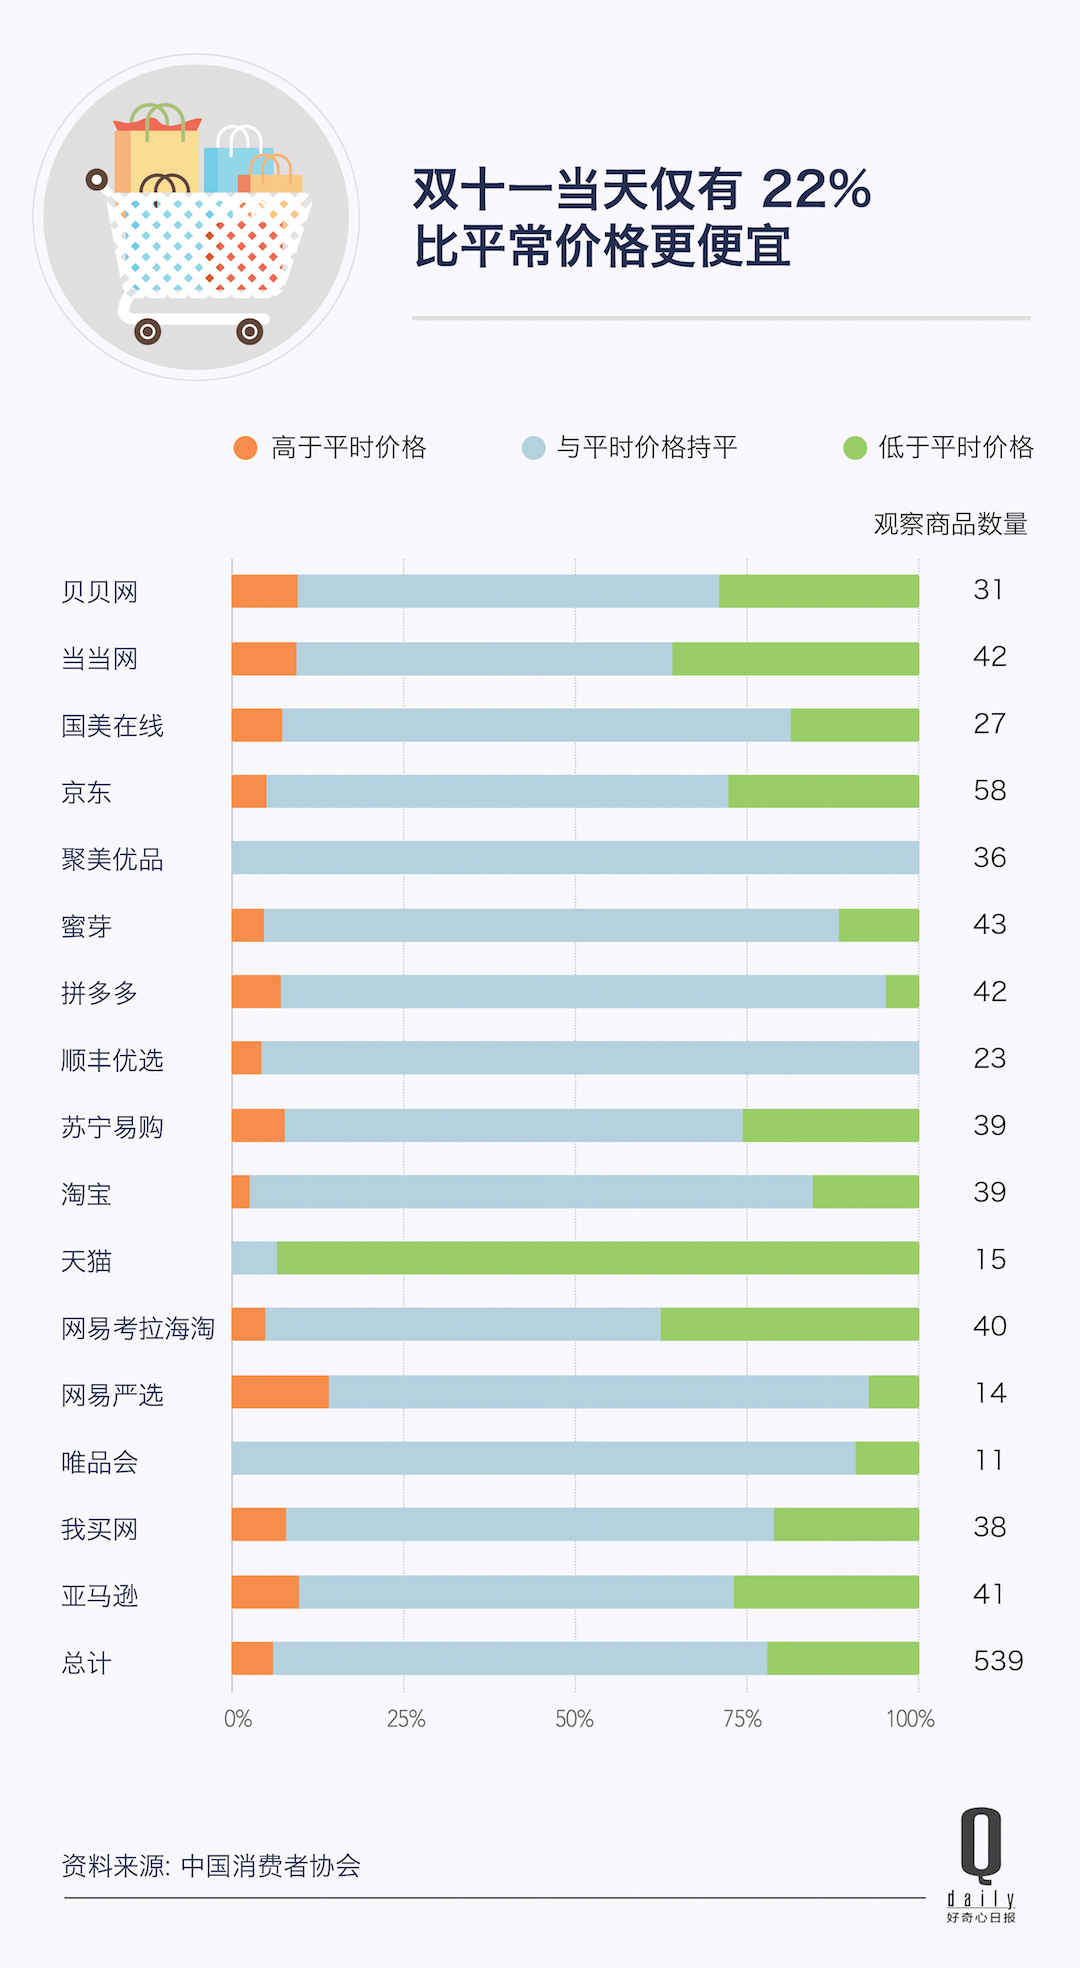 双十一当天仅有 22%
比平常价格更便宜
高于平时价格 与平时价格持平 低于平时价格
观察商品数量
贝贝网 31
当当网 42
国美在线 27
京东 58
聚美优品 36
蜜芽 43
拼多多 42
顺丰优选 23
苏宁易购 39
淘宝 39
天猫 15
网易考拉海淘 40
网易严选 14
唯品会 11
我买网 38
亚马逊 41
总计 539
0% 25% 50% 75% 100%
资料来源: 中国消费者协会
Q
daily
好奇心日报